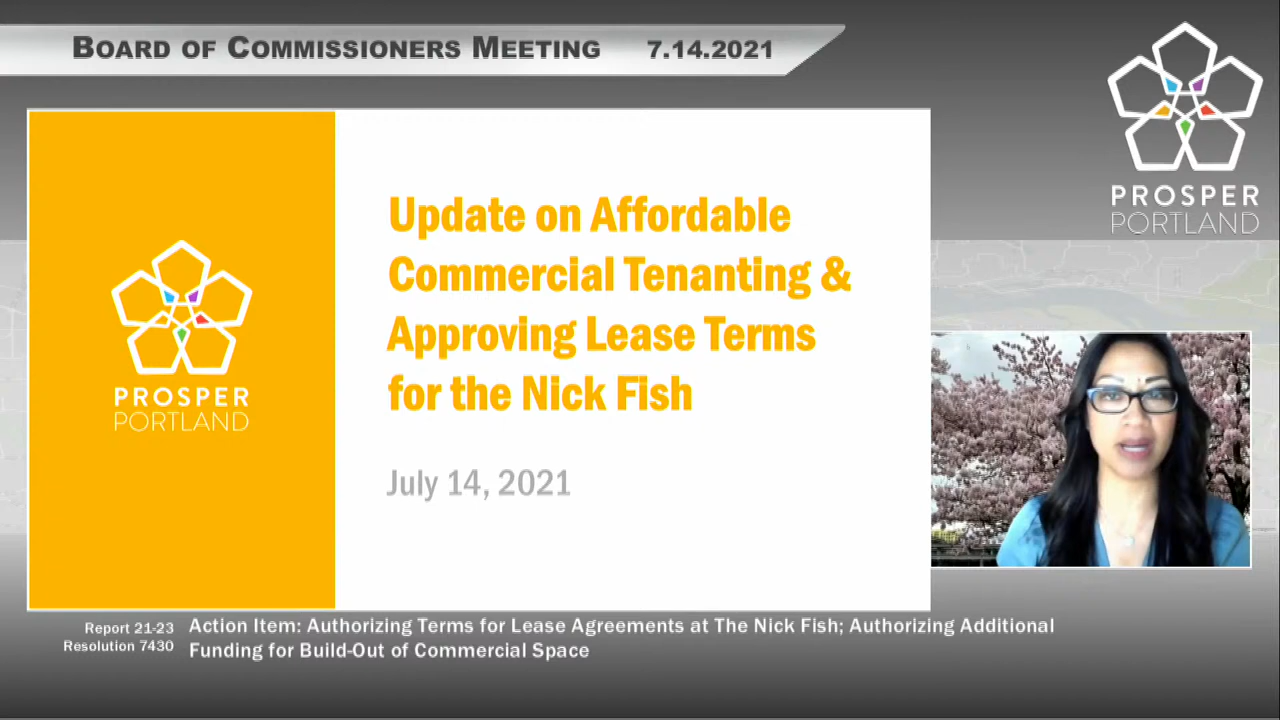 BOARD OF COMMISSIONERS MEETING 7.14.2021
PROSPER
PORTLAND
Update on Affordable
Commercial Tenanting &
Approving Lease Terms
for the Nick Fish
July 14, 2021
PROSPER
PORTLAND
Report 21-23
Resolution 7430
Action Item: Authorizing Terms for Lease Agreements at The Nick Fish; Authorizing Additional
Funding for Build-Out of Commercial Space